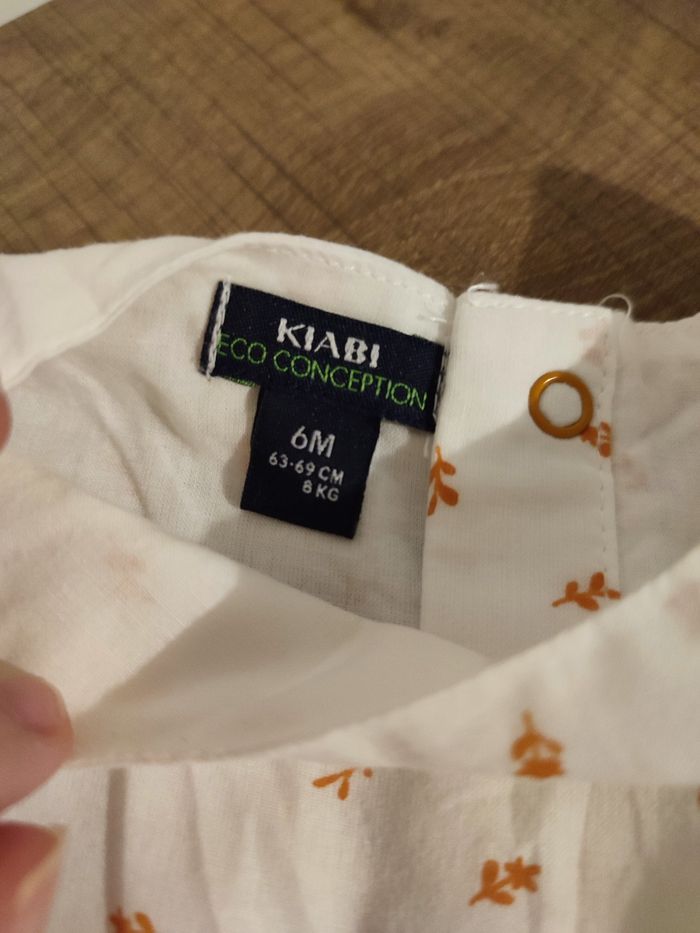 KIABI
ECO CONCEPTION
6M
63-69 CM
8 KG